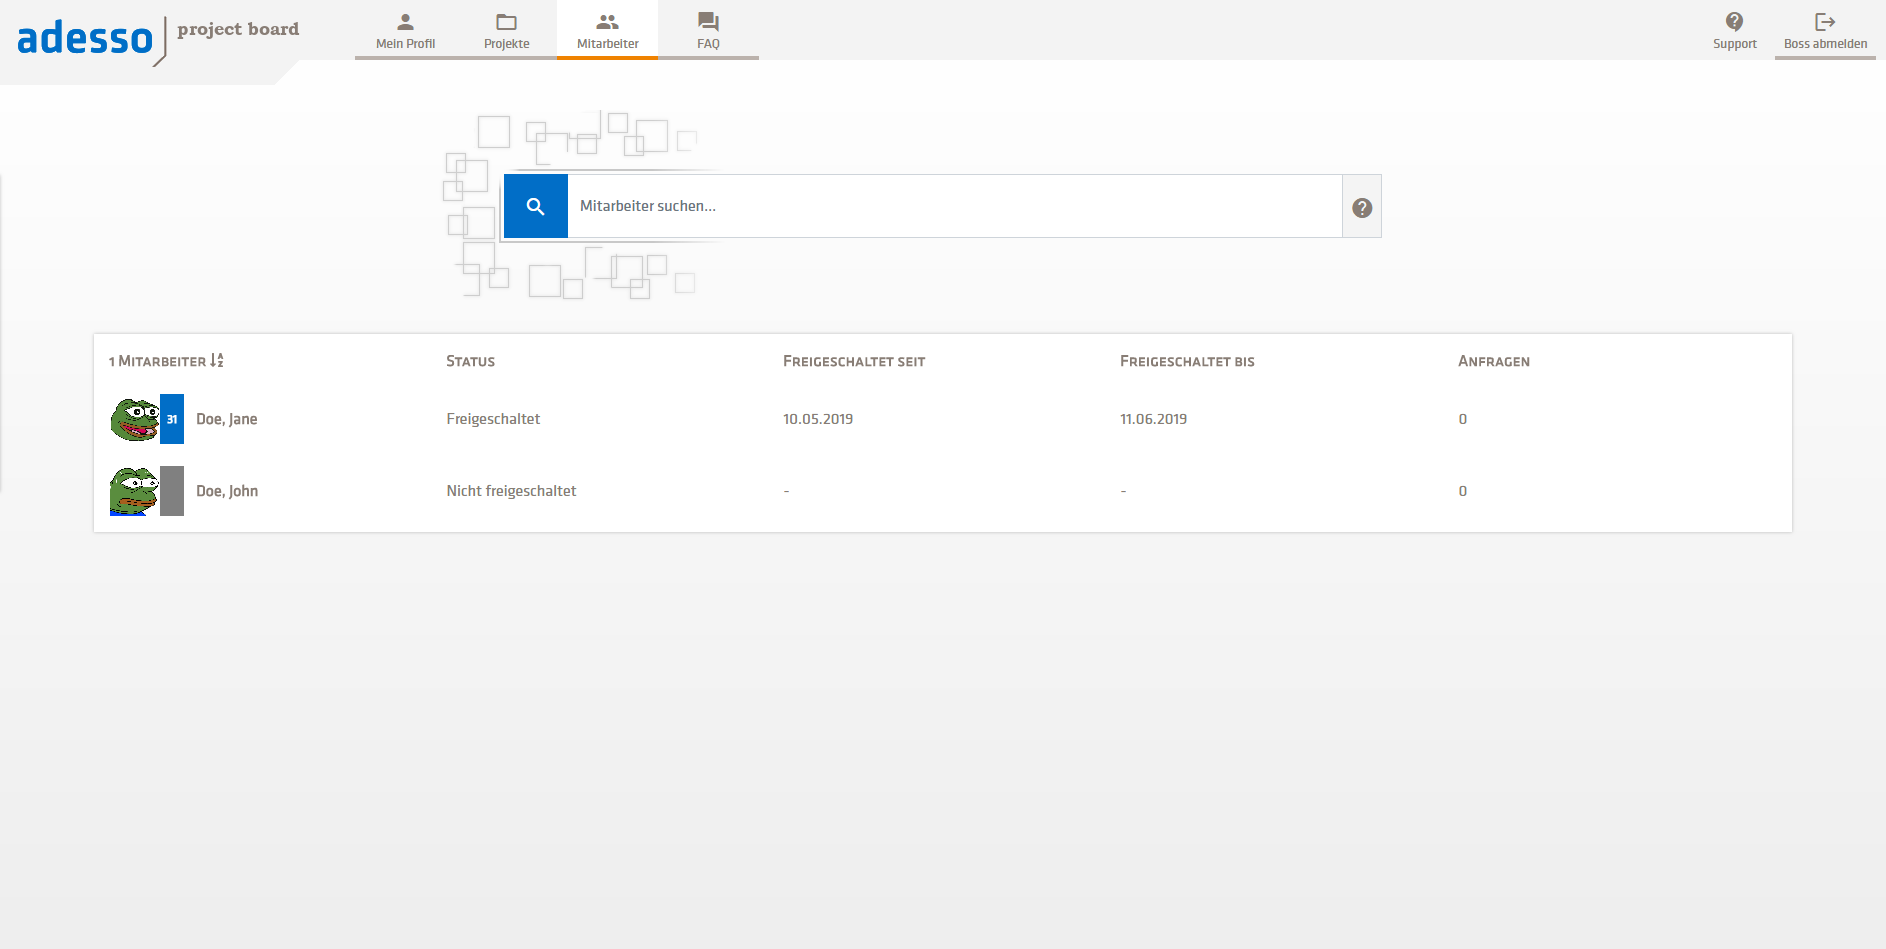 adesso project board
Mein Profil
Projekte
Mitarbeiter
FAQ
Support
Boss abmelden
Mitarbeiter suchen...
1 Mitarbeiter AZ Status Freigeschaltet seit Freigeschaltet bis Anfragen
31 Doe, Jane Freigeschaltet 10.05.2019 11.06.2019 0
Doe, John Nicht freigeschaltet - - 0